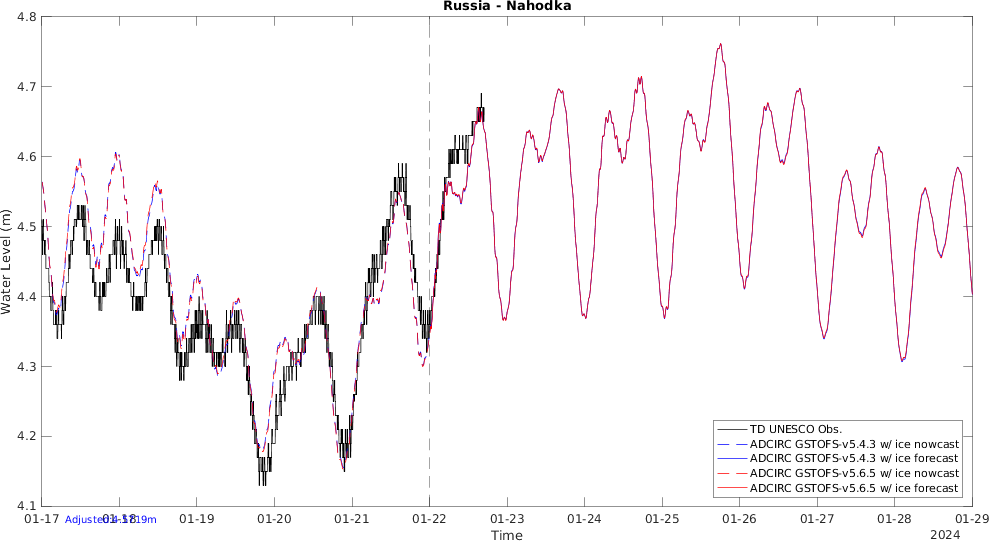 Russia - Nahodka
4.8
4.7
4.6
4.5
4.4
4.3
4.2
4.1
Water Level (m)
TD UNESCO Obs.
ADCIRC GSTOFS-v5.4.3 w/ ice nowcast
ADCIRC GSTOFS-v5.4.3 w/ ice forecast
ADCIRC GSTOFS-v5.6.5 w/ ice nowcast
ADCIRC GSTOFS-v5.6.5 w/ ice forecast
01-17 01-18 01-19 01-20 01-21 01-22 01-23 01-24 01-25 01-26 01-27 01-28 01-29
Time
2024